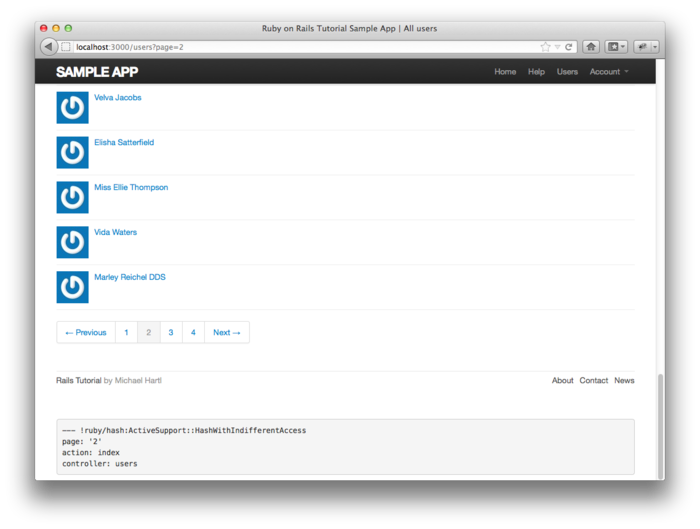 Ruby on Rails Tutorial Sample App | All users
localhost:3000/users?page=2
SAMPLE APP Home Help Users Account
Velva Jacobs
Elisha Satterfield
Miss Ellie Thompson
Vida Waters
Marley Reichel DDS
← Previous 1 2 3 4 Next →
Rails Tutorial by Michael Hartl About Contact News
--- !ruby/hash:ActiveSupport::HashWithIndifferentAccess
page: '2'
action: index
controller: users